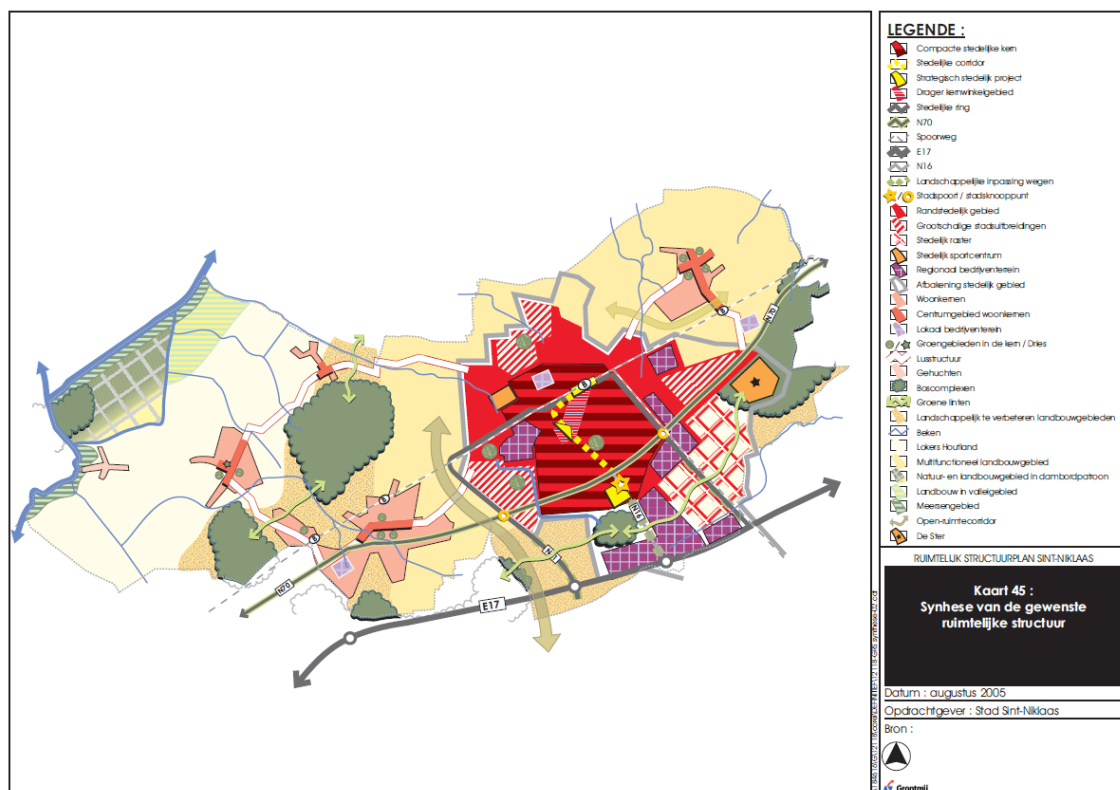 LEGENDE :
Compacte stedelijke kern
Stedelijke corridor
Strategisch stedelijk project
Drager kernwinkelgebied
Stedelijke ring
N70
Spoorweg
E17
N16
Landschappelijke inpassing wegen
Stadspoort / stadsknooppunt
Randstedelijk gebied
Grootschalige stadsuitbreidingen
Stedelijk raster
Stedelijk sportcentrum
Regionaal bedrijventerrein
Afbakening stedelijk gebied
Woonkernen
Centrumgebied woonkernen
Lokaal bedrijventerrein
Groengebieden in de kern / Dries
Lusstructuur
Gehuchten
Boscomplexen
Groene linten
Landschappelijk te verbeteren landbouwgebieden
Beken
Lokers Houtland
Multifunctioneel landbouwgebied
Natuur- en landbouwgebied in dambordpatroon
Landbouw in valleigebied
Meersengebied
Open-ruimtecorridor
De Ster
RUIMTELIJK STRUCTUURPLAN SINT-NIKLAAS
Kaart 45 :
Synhese van de gewenste
ruimtelijke structuur
Datum : augustus 2005
Opdrachtgever : Stad Sint-Niklaas
Bron :
Grontmij
N70
B
B
B
B
N70
N16
E17